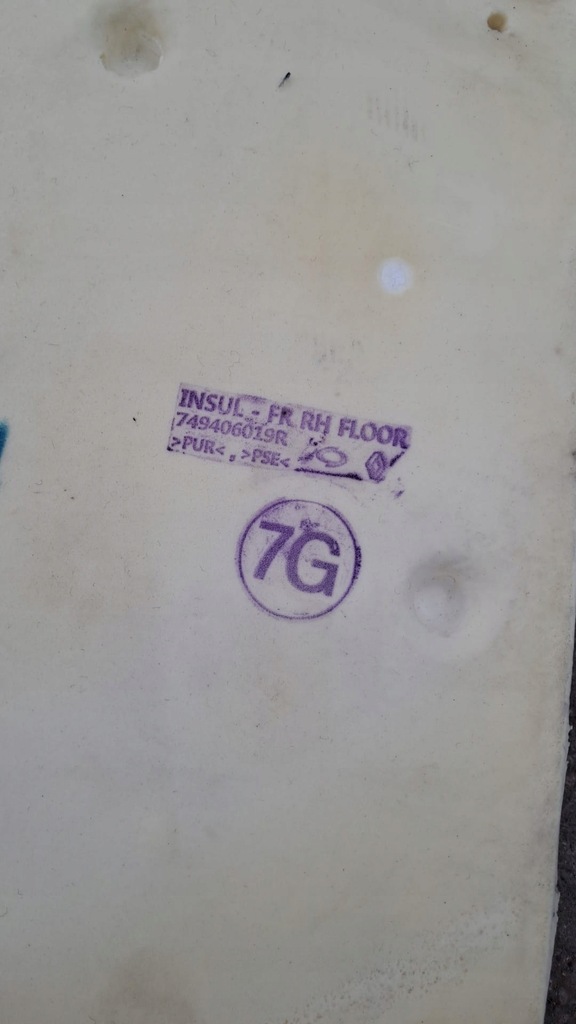 INSUL - FR RH FLOOR
749406019R
>PUR< , >PSE<
7G